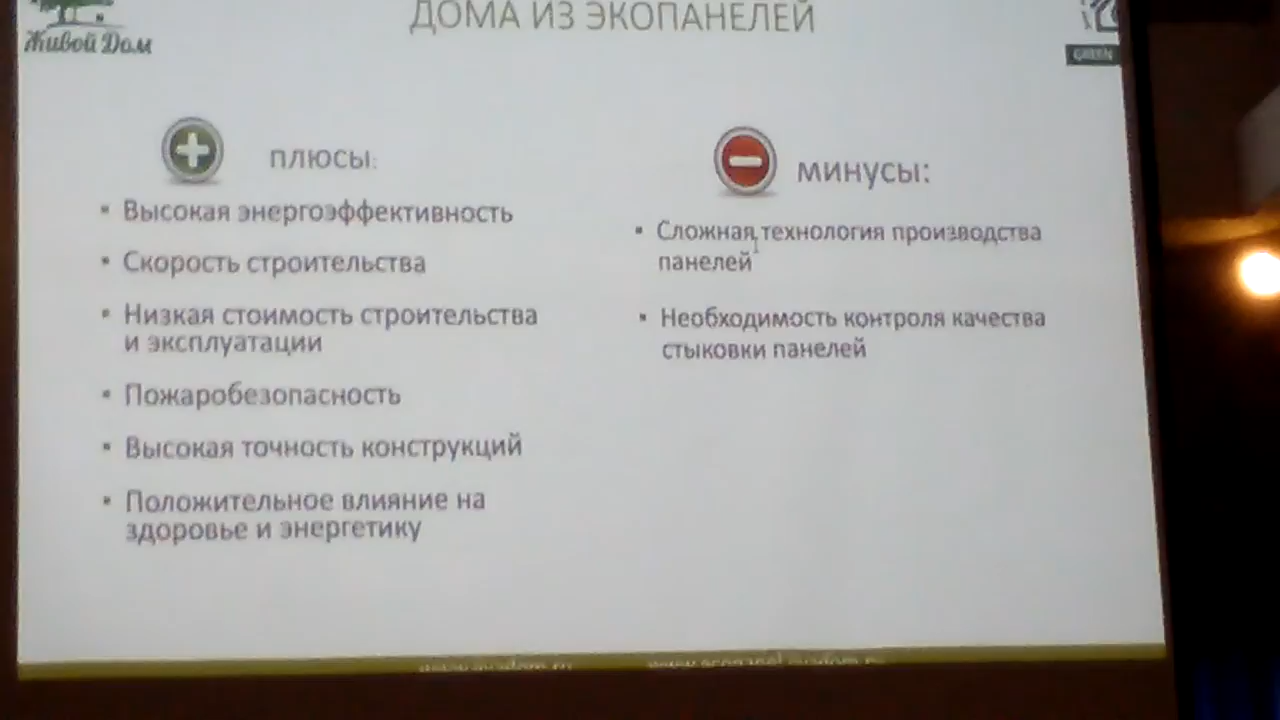 ДОМА ИЗ ЭКОПАНЕЛЕЙ
Живой Дом
GREEN
плюсы:
• Высокая энергоэффективность
• Скорость строительства
• Низкая стоимость строительства
и эксплуатации
• Пожаробезопасность
• Высокая точность конструкций
• Положительное влияние на
здоровье и энергетику
минусы:
• Сложная технология производства
панелей
• Необходимость контроля качества
стыковки панелей